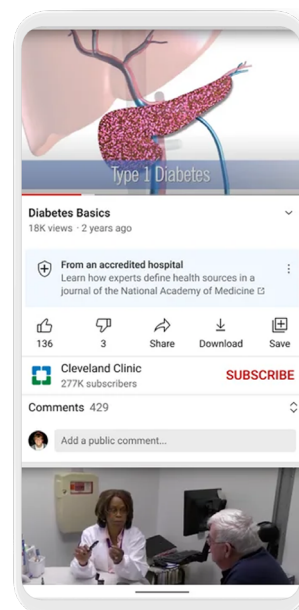 Type 1 Diabetes
Diabetes Basics
18K views · 2 years ago
From an accredited hospital
Learn how experts define health sources in a
journal of the National Academy of Medicine
136
3
Share
Download
Save
Cleveland Clinic
277K subscribers
SUBSCRIBE
Comments 429
Add a public comment...